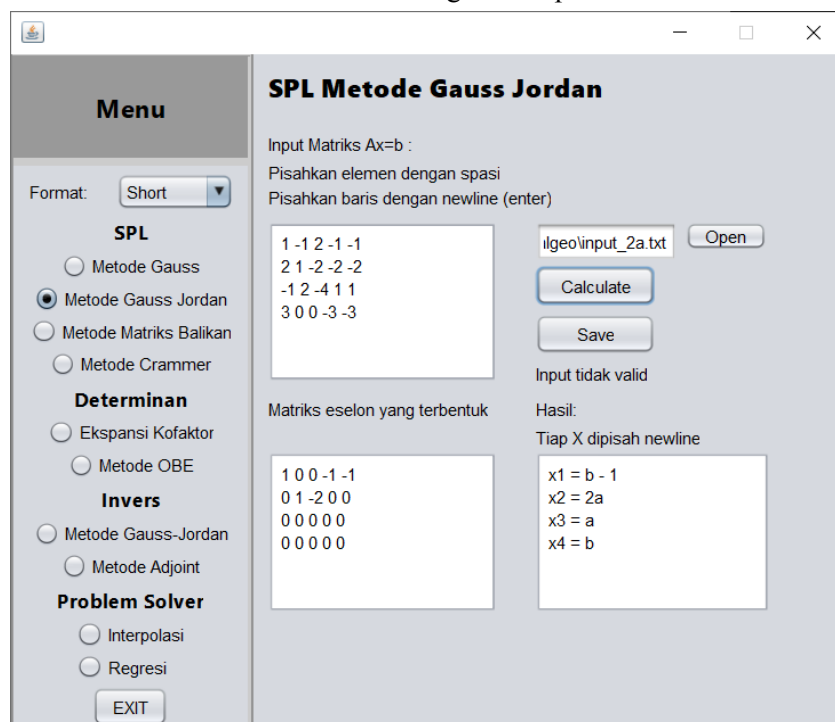 Menu
Format: Short
SPL
Metode Gauss
Metode Gauss Jordan
Metode Matriks Balikan
Metode Crammer
Determinan
Ekspansi Kofaktor
Metode OBE
Invers
Metode Gauss-Jordan
Metode Adjoint
Problem Solver
Interpolasi
Regresi
EXIT
SPL Metode Gauss Jordan
Input Matriks Ax=b :
Pisahkan elemen dengan spasi
Pisahkan baris dengan newline (enter)
1 -1 2 -1 -1
2 1 -2 -2 -2
-1 2 -4 1 1
3 0 0 -3 -3
ılgeo\input_2a.txt Open
Calculate
Save
Input tidak valid
Matriks eselon yang terbentuk
1 0 0 -1 -1
0 1 -2 0 0
0 0 0 0 0
0 0 0 0 0
Hasil:
Tiap X dipisah newline
x1 = b - 1
x2 = 2a
x3 = a
x4 = b